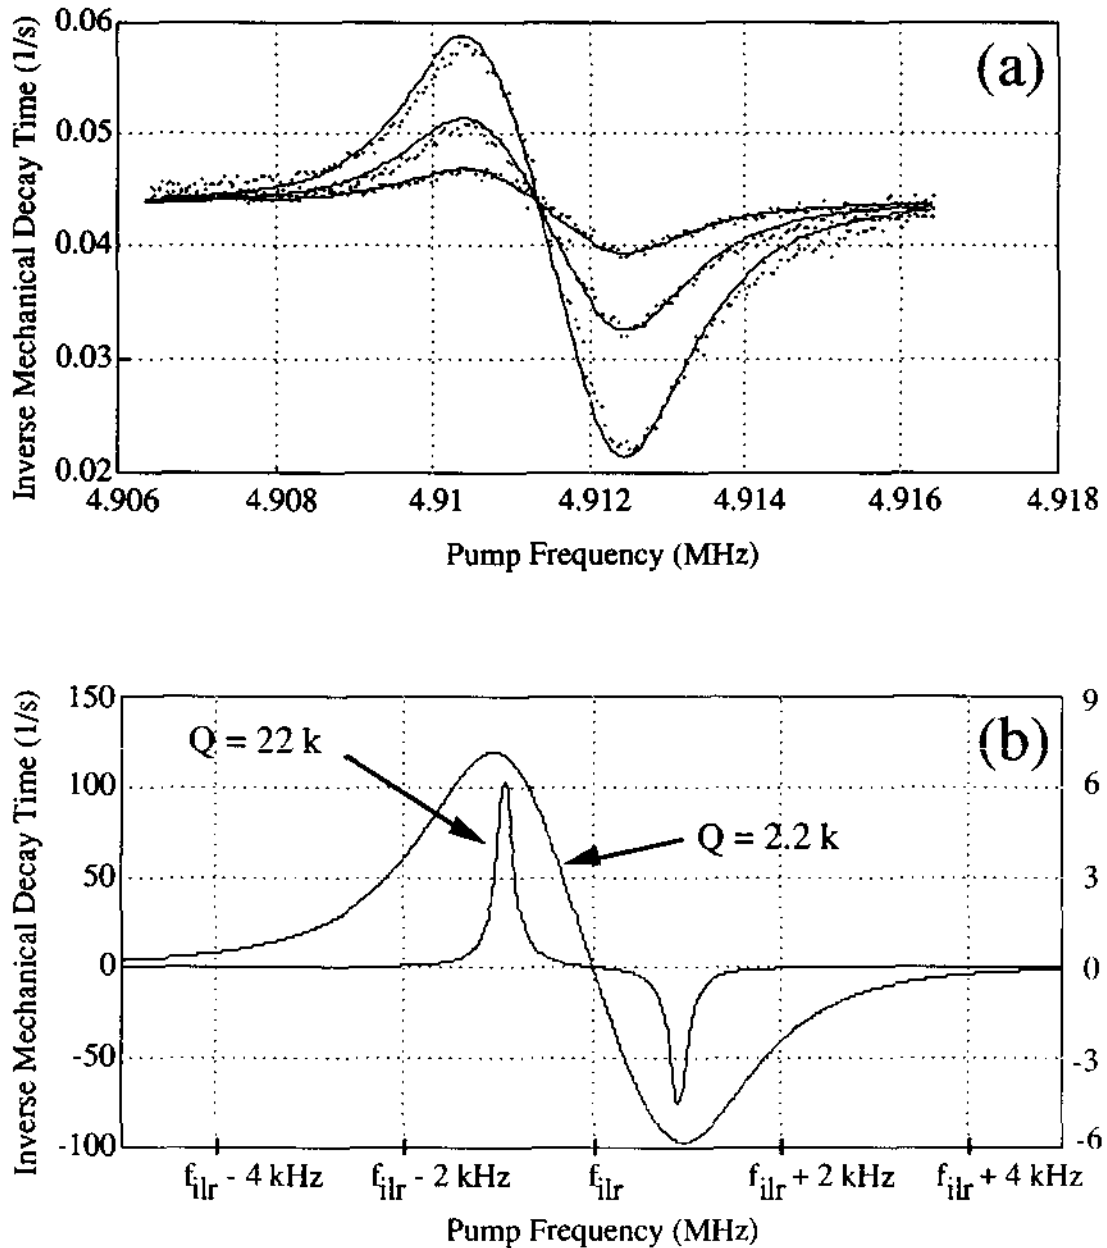 0.06
0.05
0.04
0.03
0.02
Inverse Mechanical Decay Time (1/s)
(a)
4.906 4.908 4.91 4.912 4.914 4.916 4.918
Pump Frequency (MHz)
150
100
50
0
-50
-100
Inverse Mechanical Decay Time (1/s)
Q = 22 k
Q = 2.2 k
(b)
9
6
3
0
-3
-6
f_ilr - 4 kHz f_ilr - 2 kHz f_ilr f_ilr + 2 kHz f_ilr + 4 kHz
Pump Frequency (MHz)